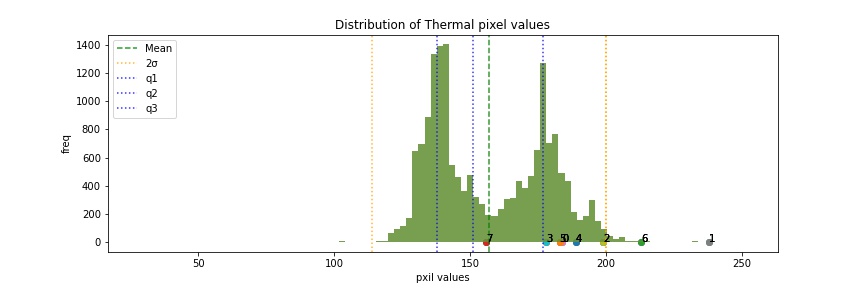 Distribution of Thermal pixel values
Mean
2σ
q1
q2
q3
freq
1400
1200
1000
800
600
400
200
0
7 3 5 0 4 2 6 1
50 100 150 200 250
pxil values